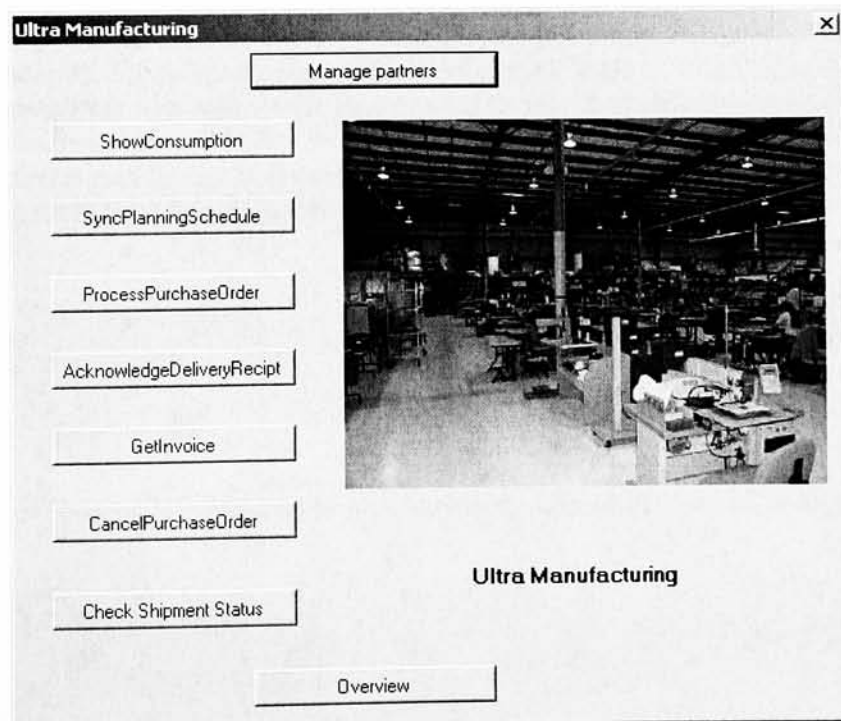 Ultra Manufacturing
Manage partners
ShowConsumption
SyncPlanningSchedule
ProcessPurchaseOrder
AcknowledgeDeliveryRecipt
GetInvoice
CancelPurchaseOrder
Check Shipment Status
Ultra Manufacturing
Overview